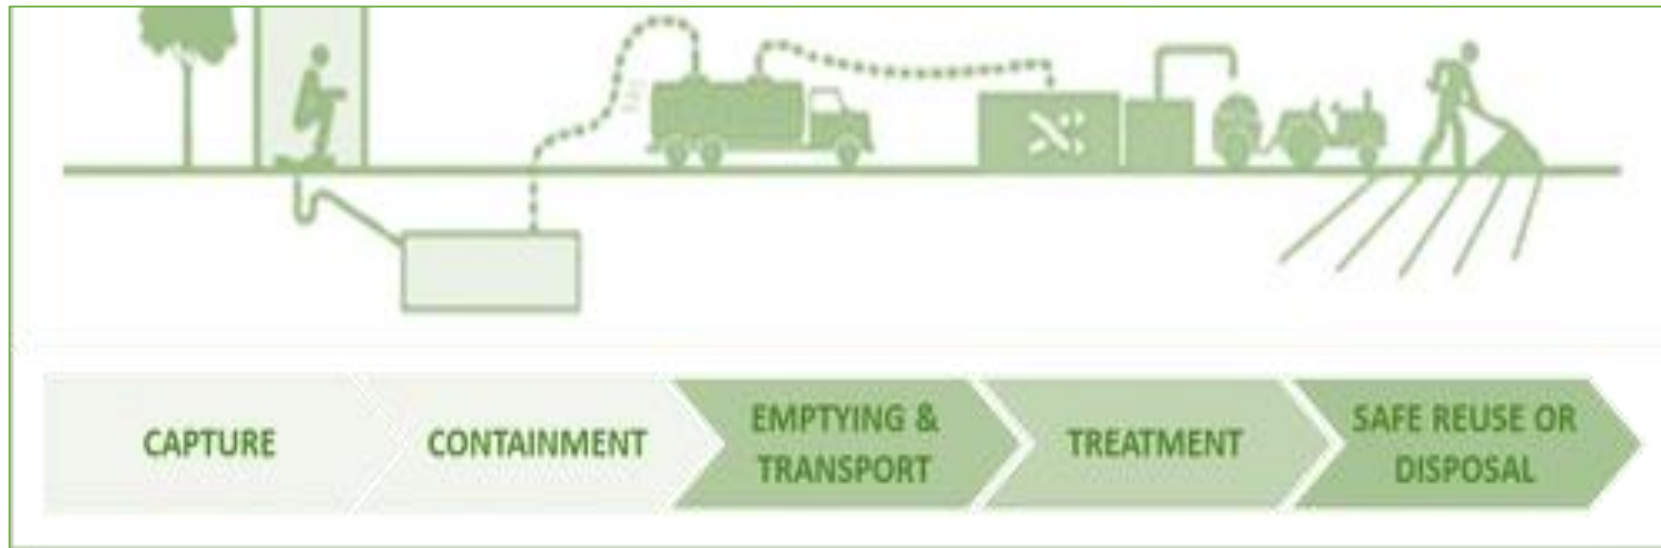 CAPTURE
CONTAINMENT
EMPTYING &
TRANSPORT
TREATMENT
SAFE REUSE OR
DISPOSAL